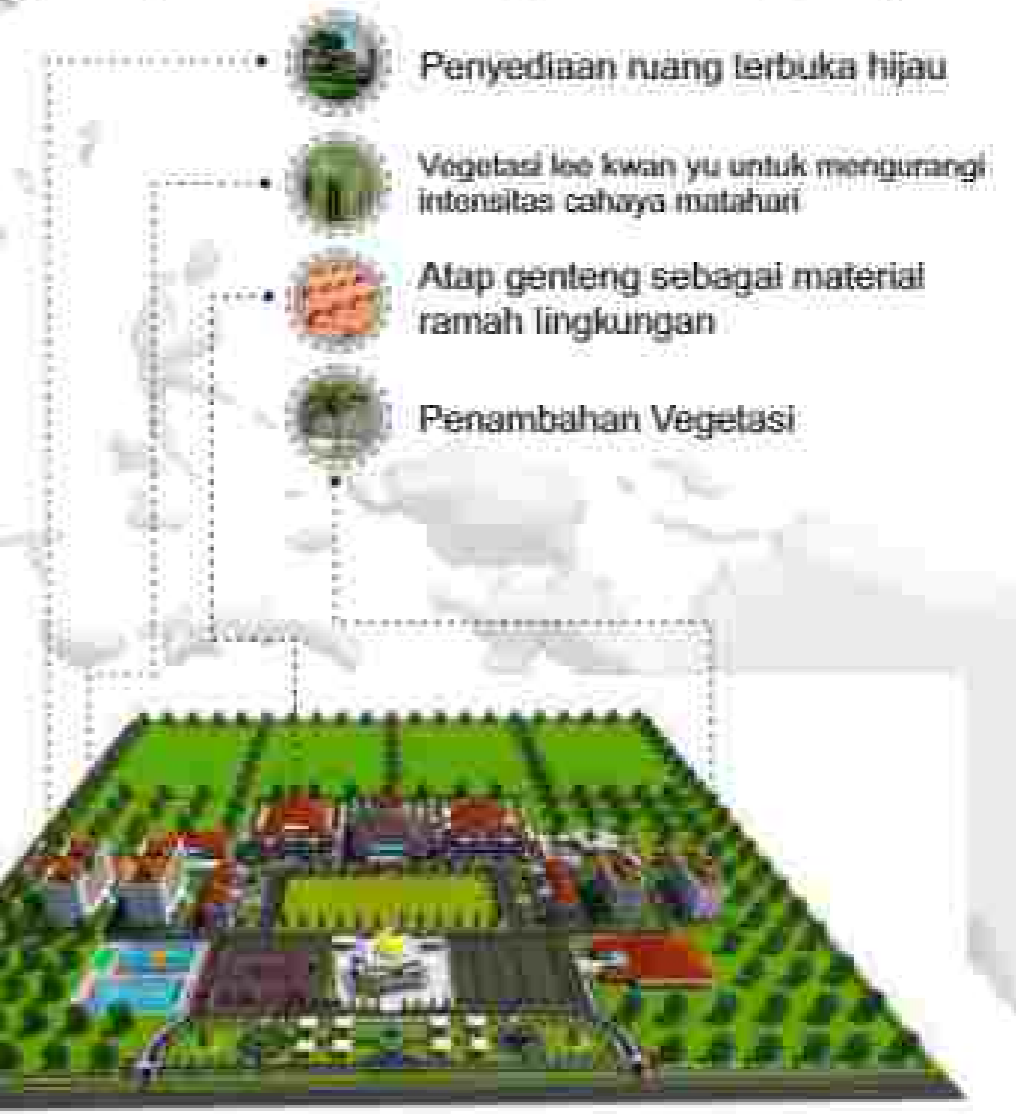 Penyediaan ruang terbuka hijau
Vegetasi lee kwan yu untuk mengurangi
intensitas cahaya matahari
Atap genteng sebagai material
ramah lingkungan
Penambahan Vegetasi